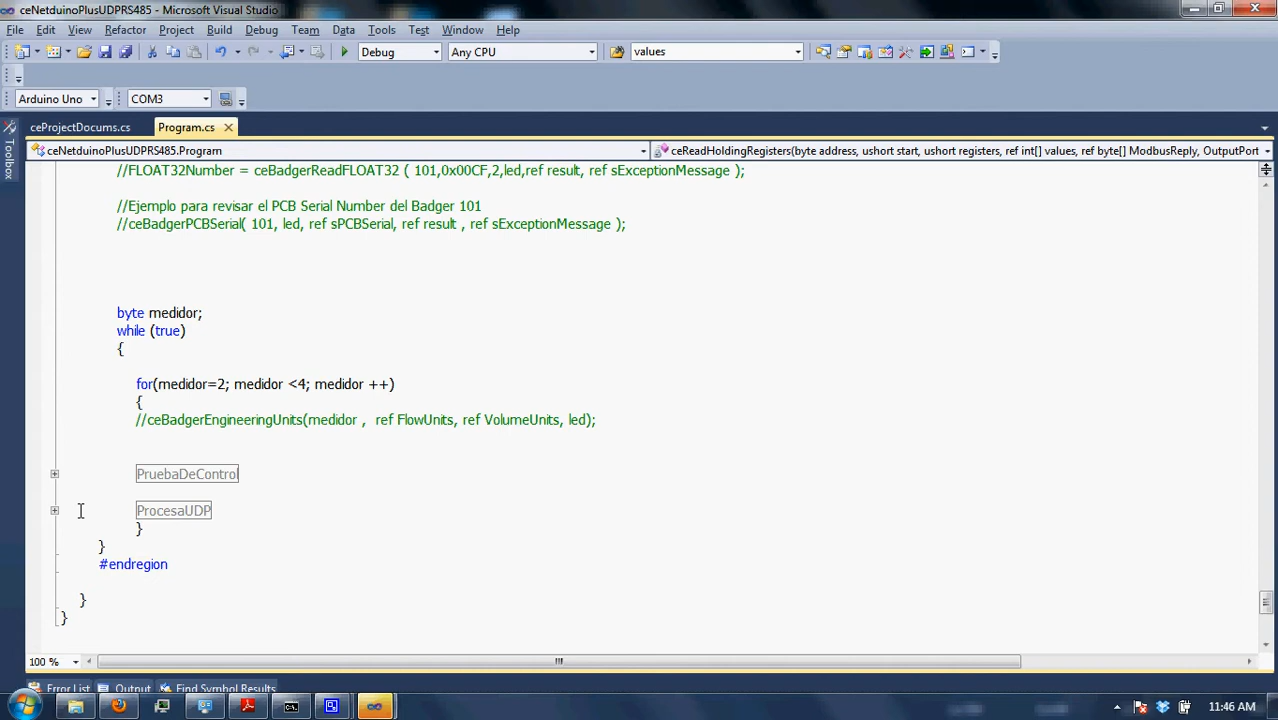 ceNetduinoPlusUDPRS485 - Microsoft Visual Studio
File Edit View Refactor Project Build Debug Team Data Tools Test Window Help
Debug Any CPU values
Arduino Uno COM3
ceProjectDocums.cs Program.cs
ceNetduinoPlusUDPRS485.Program ceReadHoldingRegisters(byte address, ushort start, ushort registers, ref int[] values, ref byte[] ModbusReply, OutputPort
Toolbox
//FLOAT32Number = ceBadgerReadFLOAT32 ( 101,0x00CF,2,led,ref result, ref sExceptionMessage );
//Ejemplo para revisar el PCB Serial Number del Badger 101
//ceBadgerPCBSerial( 101, led, ref sPCBSerial, ref result , ref sExceptionMessage );
byte medidor;
while (true)
{
for(medidor=2; medidor <4; medidor ++)
{
//ceBadgerEngineeringUnits(medidor ,  ref FlowUnits, ref VolumeUnits, led);
PruebaDeControl
ProcesaUDP
}
}
#endregion
}
}
100 %
Error List Output Find Symbol Results
11:46 AM